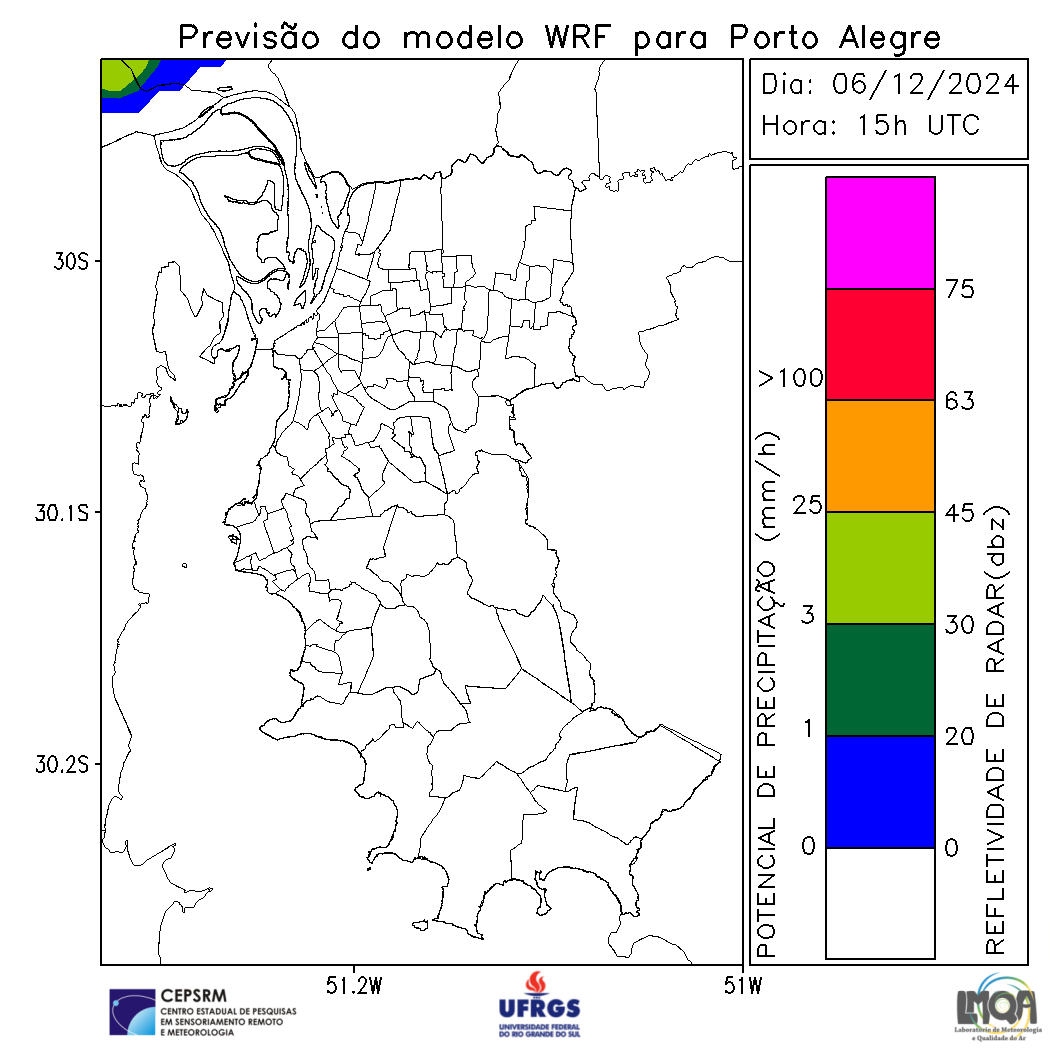 Previsão do modelo WRF para Porto Alegre
Dia: 06/12/2024
Hora: 15h UTC
30S
30.1S
30.2S
51.2W
51W
POTENCIAL DE PRECIPITAÇÃO (mm/h)
>100
25
3
1
0
75
63
45
30
20
0
REFLETIVIDADE DE RADAR(dbz)
CEPSRM
CENTRO ESTADUAL DE PESQUISAS
EM SENSORIAMENTO REMOTO
E METEOROLOGIA
UFRGS
UNIVERSIDADE FEDERAL
DO RIO GRANDE DO SUL
LMQA
Laboratório de Meteorologia
e Qualidade do Ar